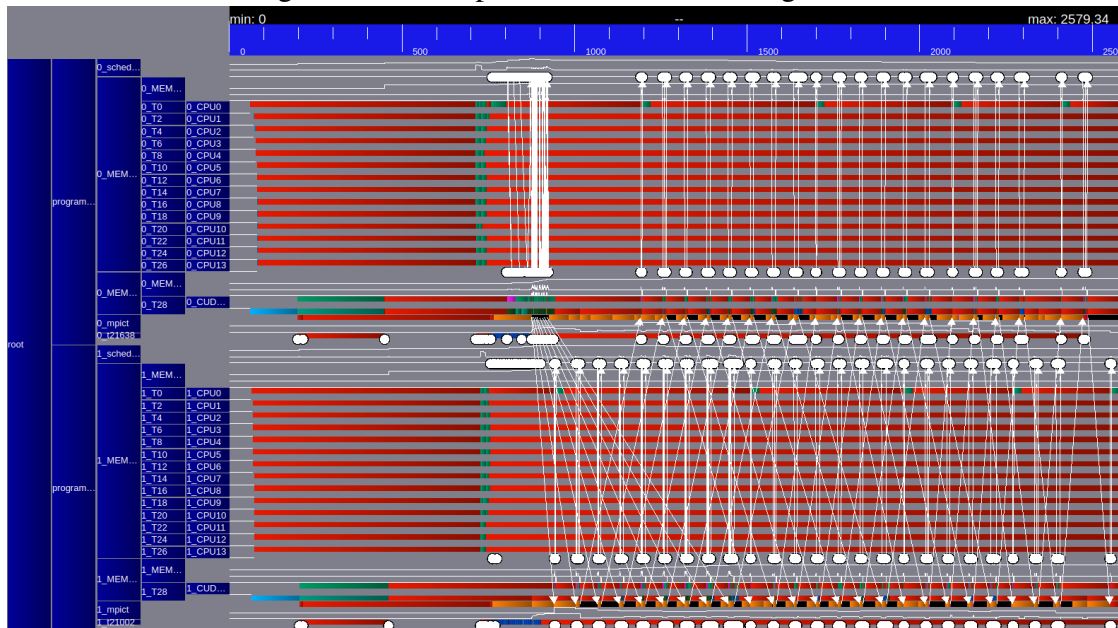 min: 0 -- max: 2579,34
0 500 1000 1500 2000 2500
root
program...
0_sched...
0_MEM...
0_MEM...
0_T0 0_CPU0
0_T2 0_CPU1
0_T4 0_CPU2
0_T6 0_CPU3
0_T8 0_CPU4
0_T10 0_CPU5
0_T12 0_CPU6
0_T14 0_CPU7
0_T16 0_CPU8
0_T18 0_CPU9
0_T20 0_CPU10
0_T22 0_CPU11
0_T24 0_CPU12
0_T26 0_CPU13
0_MEM...
0_MEM...
0_T28 0_CUD...
0_mpict
0_t21638
program...
1_sched...
1_MEM...
1_MEM...
1_T0 1_CPU0
1_T2 1_CPU1
1_T4 1_CPU2
1_T6 1_CPU3
1_T8 1_CPU4
1_T10 1_CPU5
1_T12 1_CPU6
1_T14 1_CPU7
1_T16 1_CPU8
1_T18 1_CPU9
1_T20 1_CPU10
1_T22 1_CPU11
1_T24 1_CPU12
1_T26 1_CPU13
1_MEM...
1_MEM...
1_T28 1_CUD...
1_mpict
1_t21002